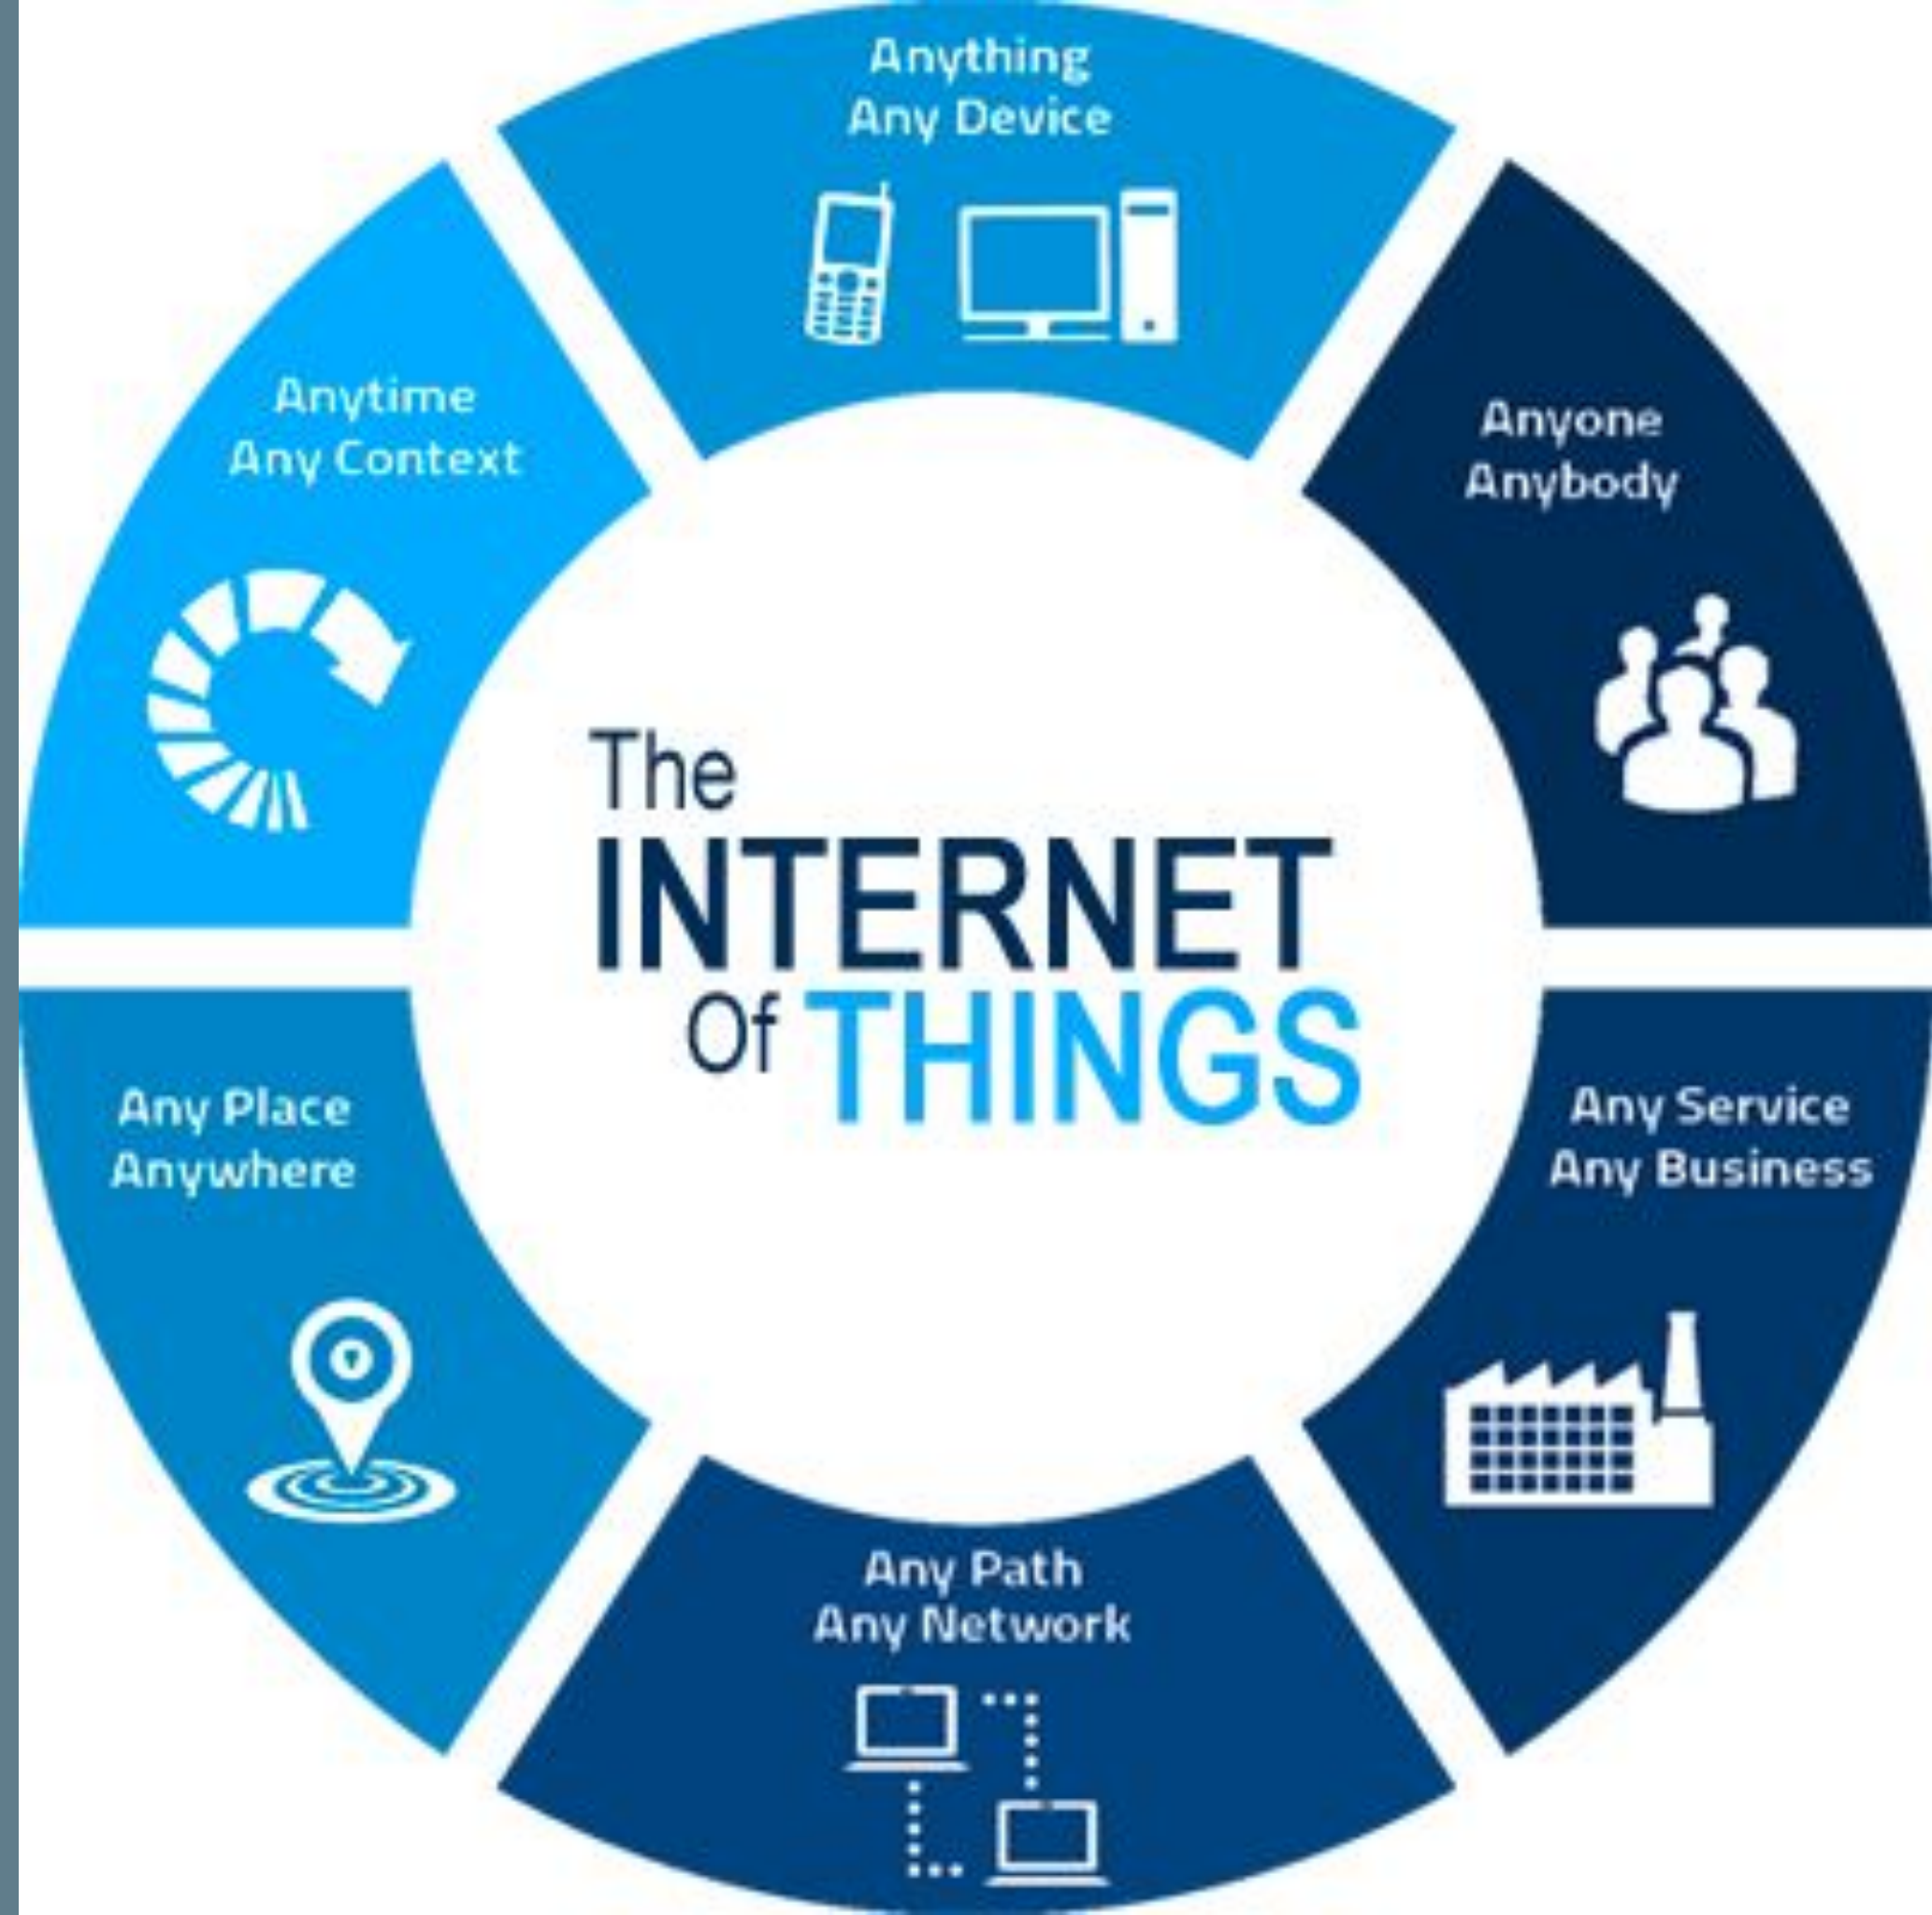 Anything
Any Device
Anyone
Anybody
Any Service
Any Business
Any Path
Any Network
Any Place
Anywhere
Anytime
Any Context
The
INTERNET
Of THINGS